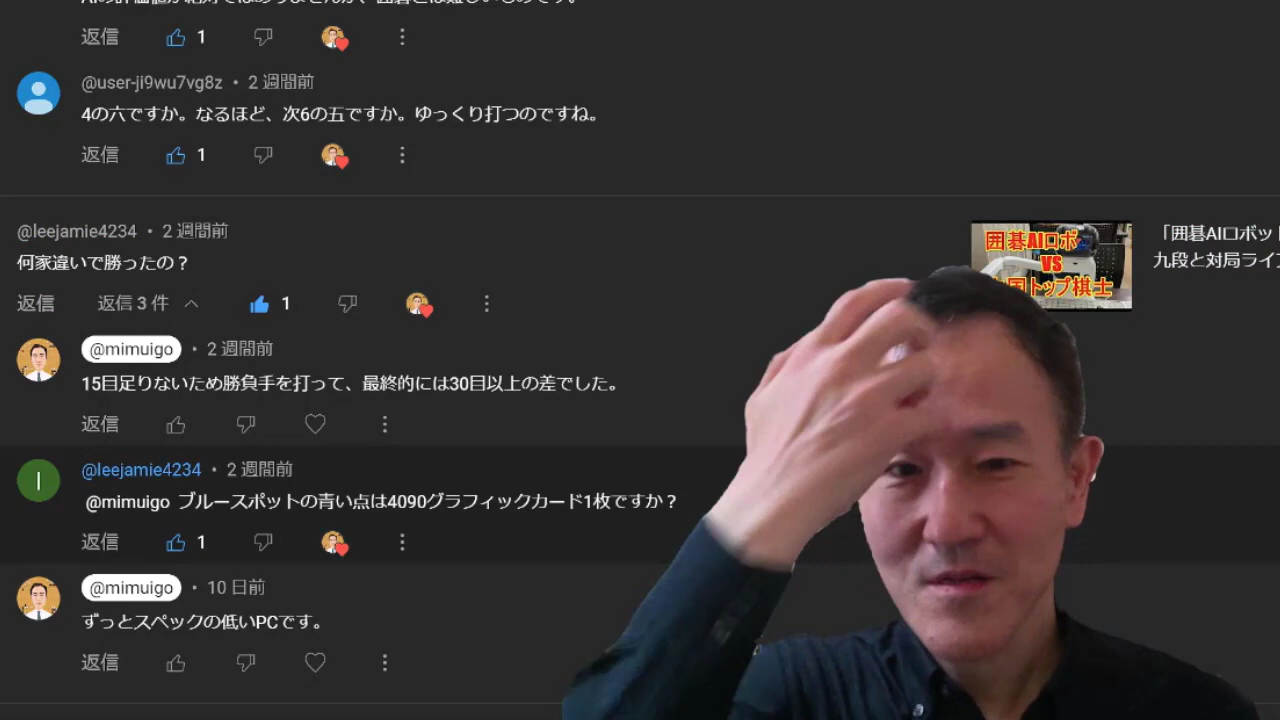 返信 1
@user-ji9wu7vg8z • 2 週間前
4の六ですか。なるほど、次6の五ですか。ゆっくり打つのですね。
返信 1
@leejamie4234 • 2 週間前
何家違いで勝ったの？
返信 返信 3 件 1
囲碁AIロボ
VS
国トップ棋士
「囲碁AIロボッ
九段と対局ライ
@mimuigo • 2 週間前
15目足りないため勝負手を打って、最終的には30目以上の差でした。
返信
l
@leejamie4234 • 2 週間前
@mimuigo ブルースポットの青い点は4090グラフィックカード1枚ですか？
返信 1
@mimuigo • 10 日前
ずっとスペックの低いPCです。
返信